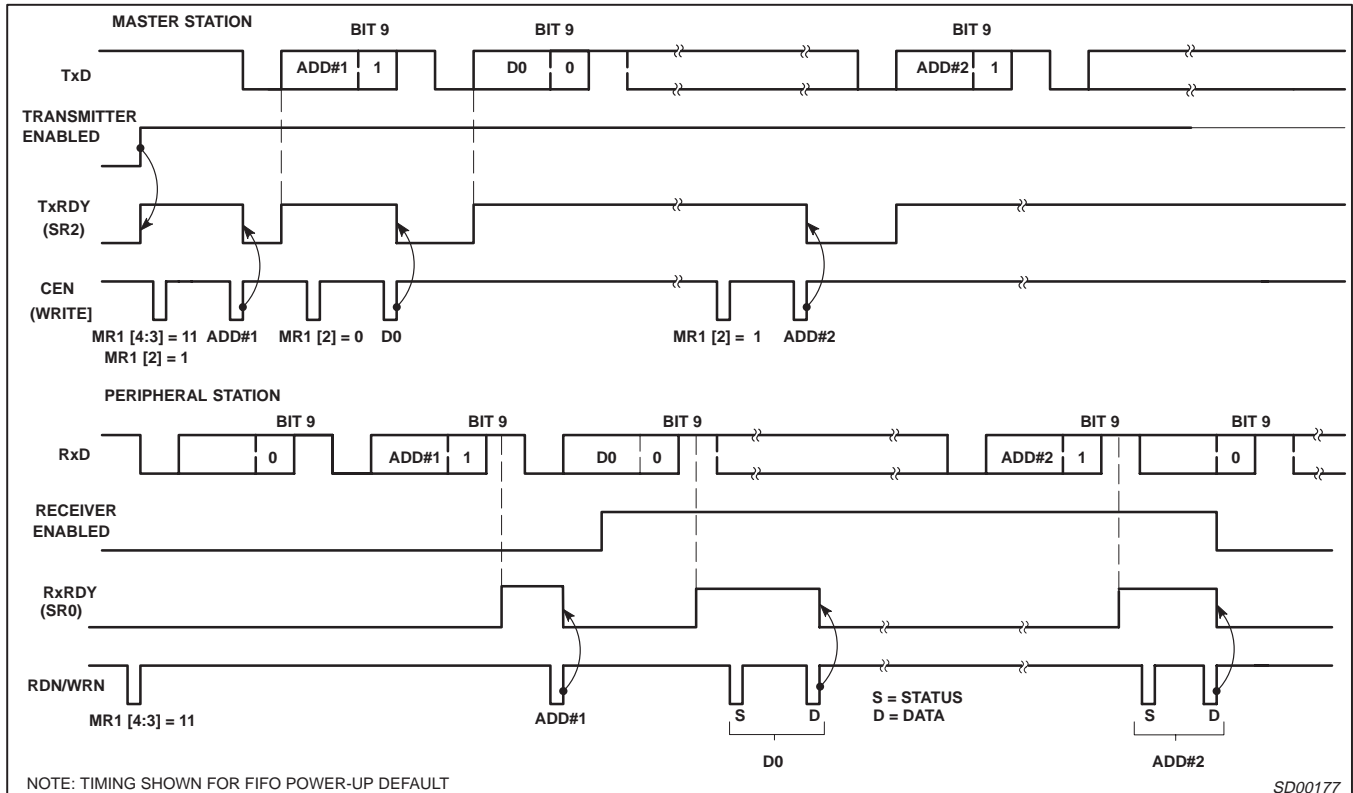 MASTER STATION
BIT 9 BIT 9 BIT 9
TxD ADD#1 1 D0 0 ADD#2 1
TRANSMITTER
ENABLED
TxRDY
(SR2)
CEN
(WRITE]
MR1 [4:3] = 11 ADD#1 MR1 [2] = 0 D0 MR1 [2] = 1 ADD#2
MR1 [2] = 1
PERIPHERAL STATION
BIT 9 BIT 9 BIT 9 BIT 9 BIT 9
RxD 0 ADD#1 1 D0 0 ADD#2 1 0
RECEIVER
ENABLED
RxRDY
(SR0)
RDN/WRN
MR1 [4:3] = 11 ADD#1 S D S = STATUS S D
D = DATA
D0 ADD#2
NOTE: TIMING SHOWN FOR FIFO POWER-UP DEFAULT
SD00177